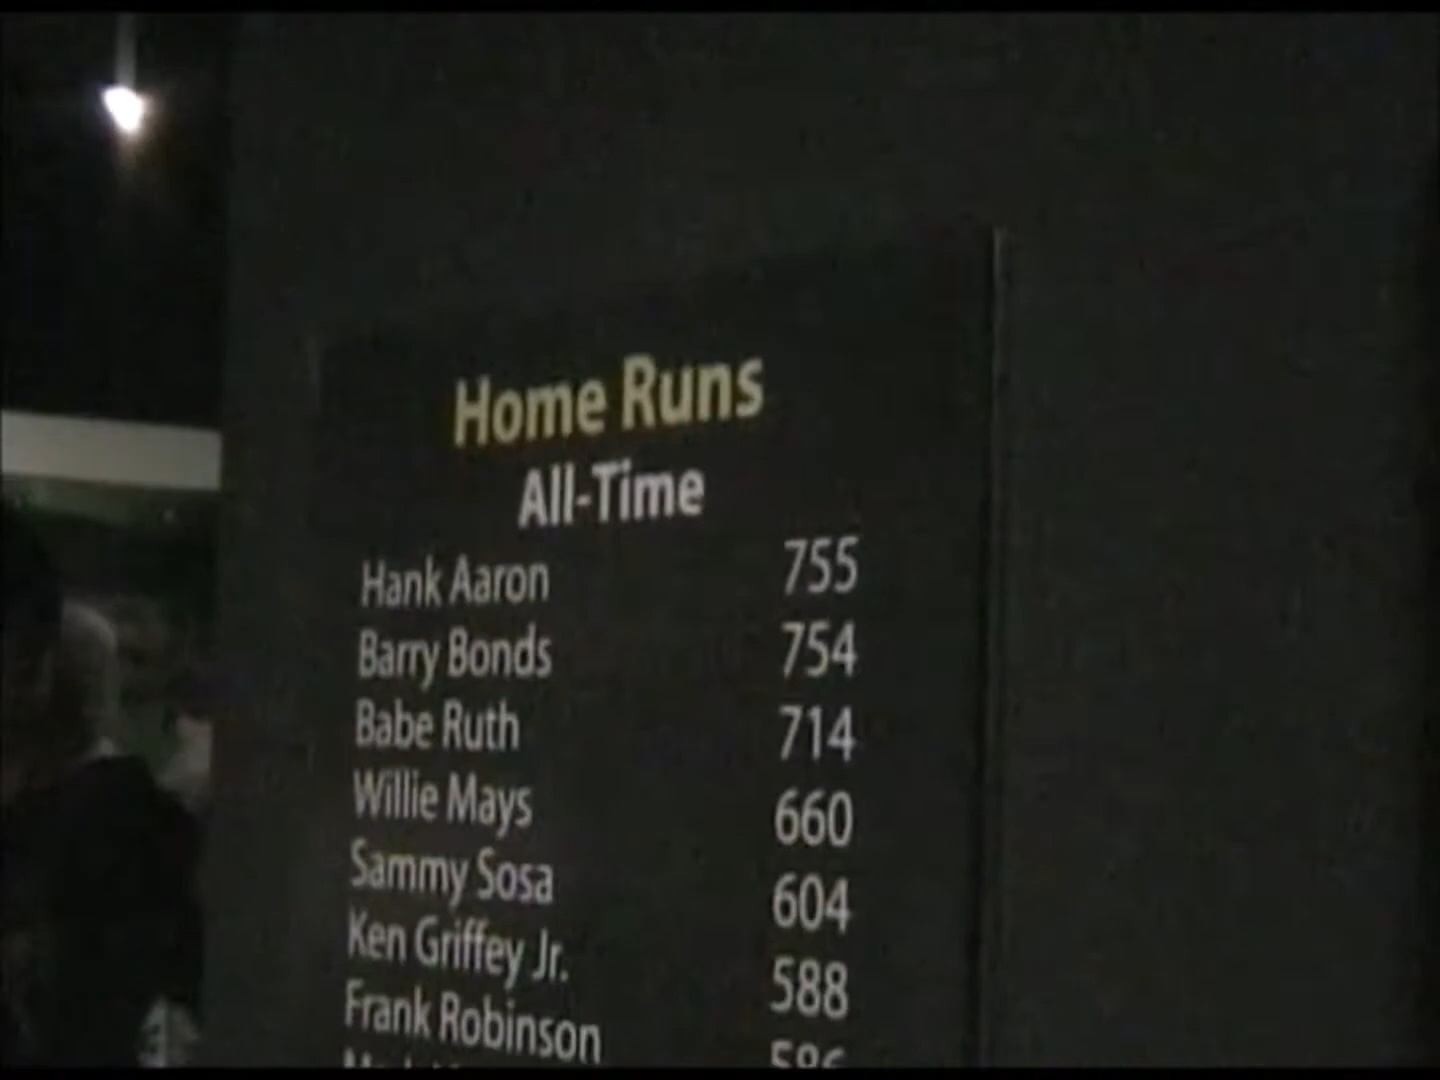 Home Runs
All-Time
Hank Aaron 755
Barry Bonds 754
Babe Ruth 714
Willie Mays 660
Sammy Sosa 604
Ken Griffey Jr. 588
Frank Robinson 586